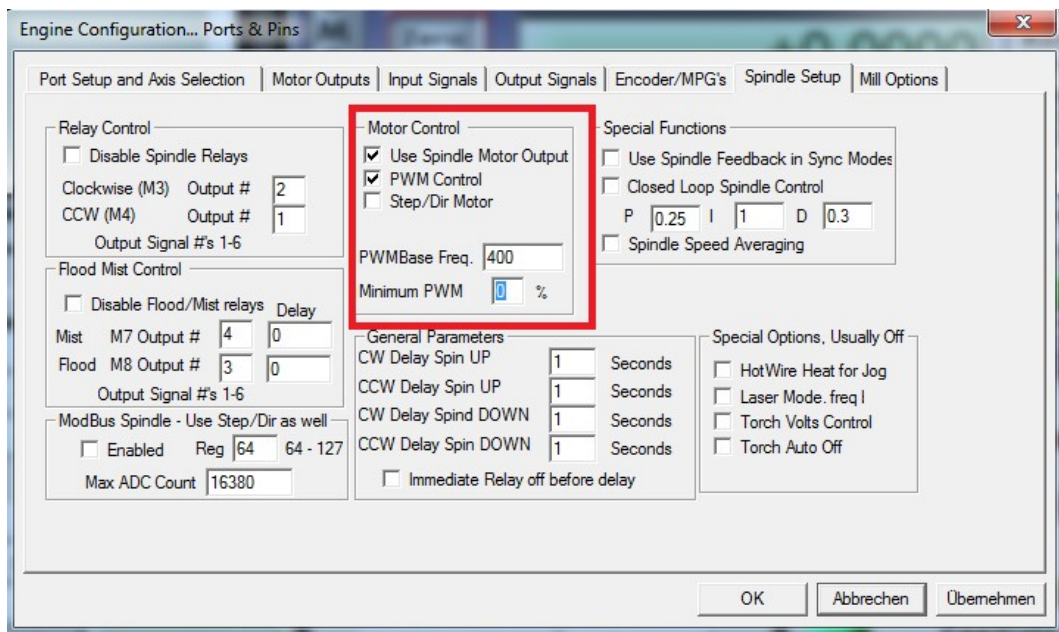 Engine Configuration... Ports & Pins
Port Setup and Axis Selection
Motor Outputs
Input Signals
Output Signals
Encoder/MPG's
Spindle Setup
Mill Options
Relay Control
Disable Spindle Relays
Clockwise (M3) Output # 2
CCW (M4) Output # 1
Output Signal #'s 1-6
Flood Mist Control
Disable Flood/Mist relays Delay
Mist M7 Output # 4 0
Flood M8 Output # 3 0
Output Signal #'s 1-6
ModBus Spindle - Use Step/Dir as well
Enabled Reg 64 64 - 127
Max ADC Count 16380
Motor Control
Use Spindle Motor Output
PWM Control
Step/Dir Motor
PWMBase Freq. 400
Minimum PWM 0 %
General Parameters
CW Delay Spin UP 1 Seconds
CCW Delay Spin UP 1 Seconds
CW Delay Spind DOWN 1 Seconds
CCW Delay Spin DOWN 1 Seconds
Immediate Relay off before delay
Special Functions
Use Spindle Feedback in Sync Modes
Closed Loop Spindle Control
P 0.25 I 1 D 0.3
Spindle Speed Averaging
Special Options, Usually Off
HotWire Heat for Jog
Laser Mode. freq l
Torch Volts Control
Torch Auto Off
OK
Abbrechen
Übernehmen